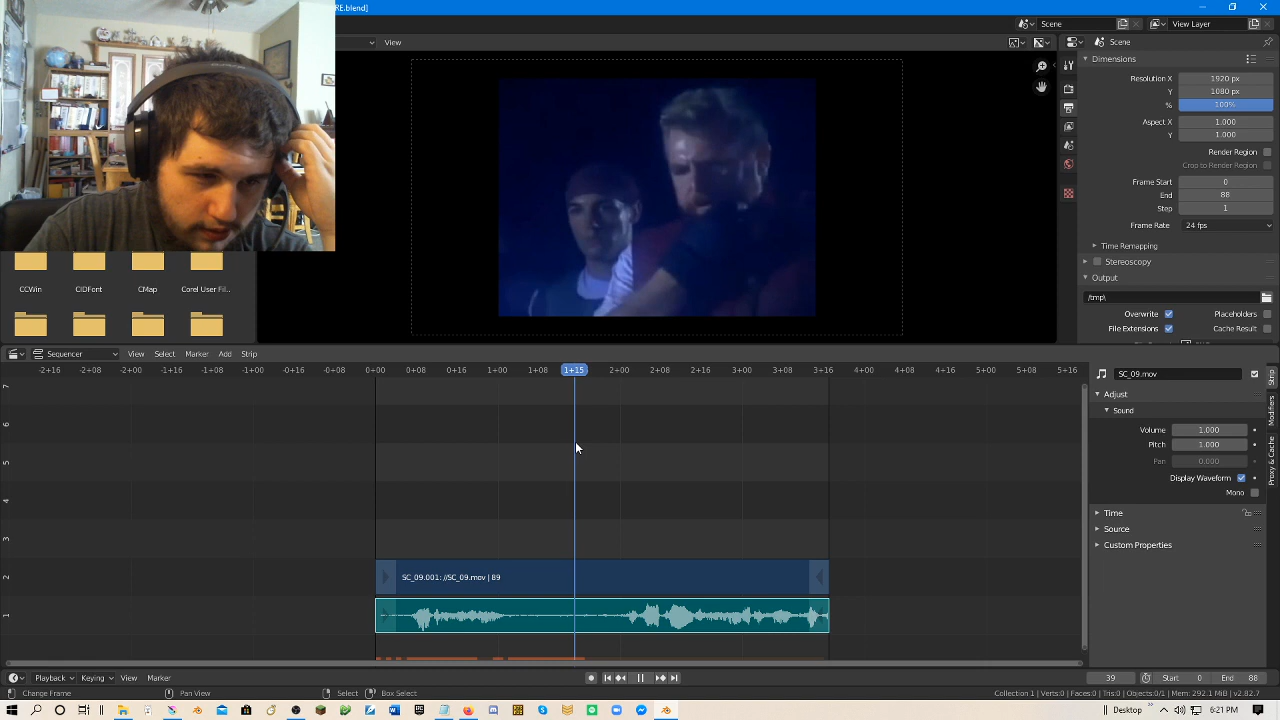 RE.blend]
Scene
View Layer
View
Scene
Dimensions
Resolution X 1920 px
Y 1080 px
% 100%
Aspect X 1.000
Y 1.000
Render Region
Crop to Render Region
Frame Start 0
End 88
Step 1
Frame Rate 24 fps
Time Remapping
Stereoscopy
Output
/tmp\
Overwrite Placeholders
File Extensions Cache Result
CCWin CIDFont CMap Corel User Fil..
Sequencer View Select Marker Add Strip
-2+16 -2+08 -2+00 -1+16 -1+08 -1+00 -0+16 -0+08 0+00 0+08 0+16 1+00 1+08 1+15 2+00 2+08 2+16 3+00 3+08 3+16 4+00 4+08 4+16 5+00 5+08 5+16
7
6
5
4
3
2
1
SC_09.001: //SC_09.mov | 89
SC_09.mov
Adjust
Sound
Volume 1.000
Pitch 1.000
Pan 0.000
Display Waveform
Mono
Time
Source
Custom Properties
Strip
Modifiers
Proxy & Cache
Playback Keying View Marker
39 Start 0 End 88
Change Frame Pan View Select Box Select
Collection 1 | Verts:0 | Faces:0 | Tris:0 | Objects:0/1 | Mem: 292.1 MiB | v2.82.7
Desktop 9:21 PM